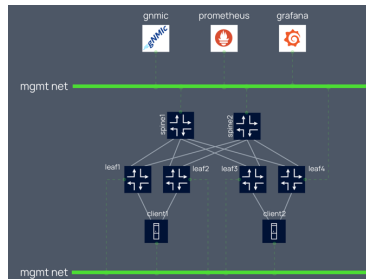 gnmic prometheus grafana
gNMIc
mgmt net
spine1 spine2
leaf1 leaf2 leaf3 leaf4
client1 client2
mgmt net